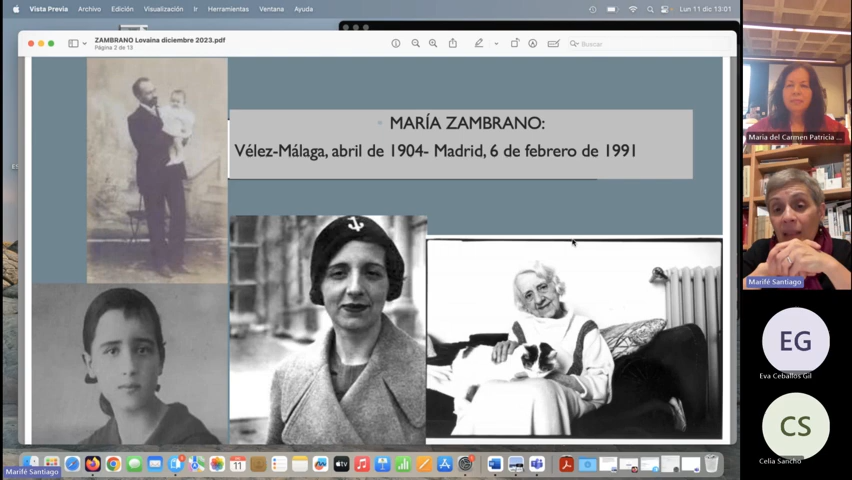 Vista Previa Archivo Edición Visualización Ir Herramientas Ventana Ayuda Lun 11 dic 13:01
ZAMBRANO Lovaina diciembre 2023.pdf
Página 2 de 13
Buscar
MARÍA ZAMBRANO:
Vélez-Málaga, abril de 1904- Madrid, 6 de febrero de 1991
Maria del Carmen Patricia ...
Marifé Santiago
EG
Eva Ceballos Gil
CS
Celia Sancho
11
Marifé Santiago